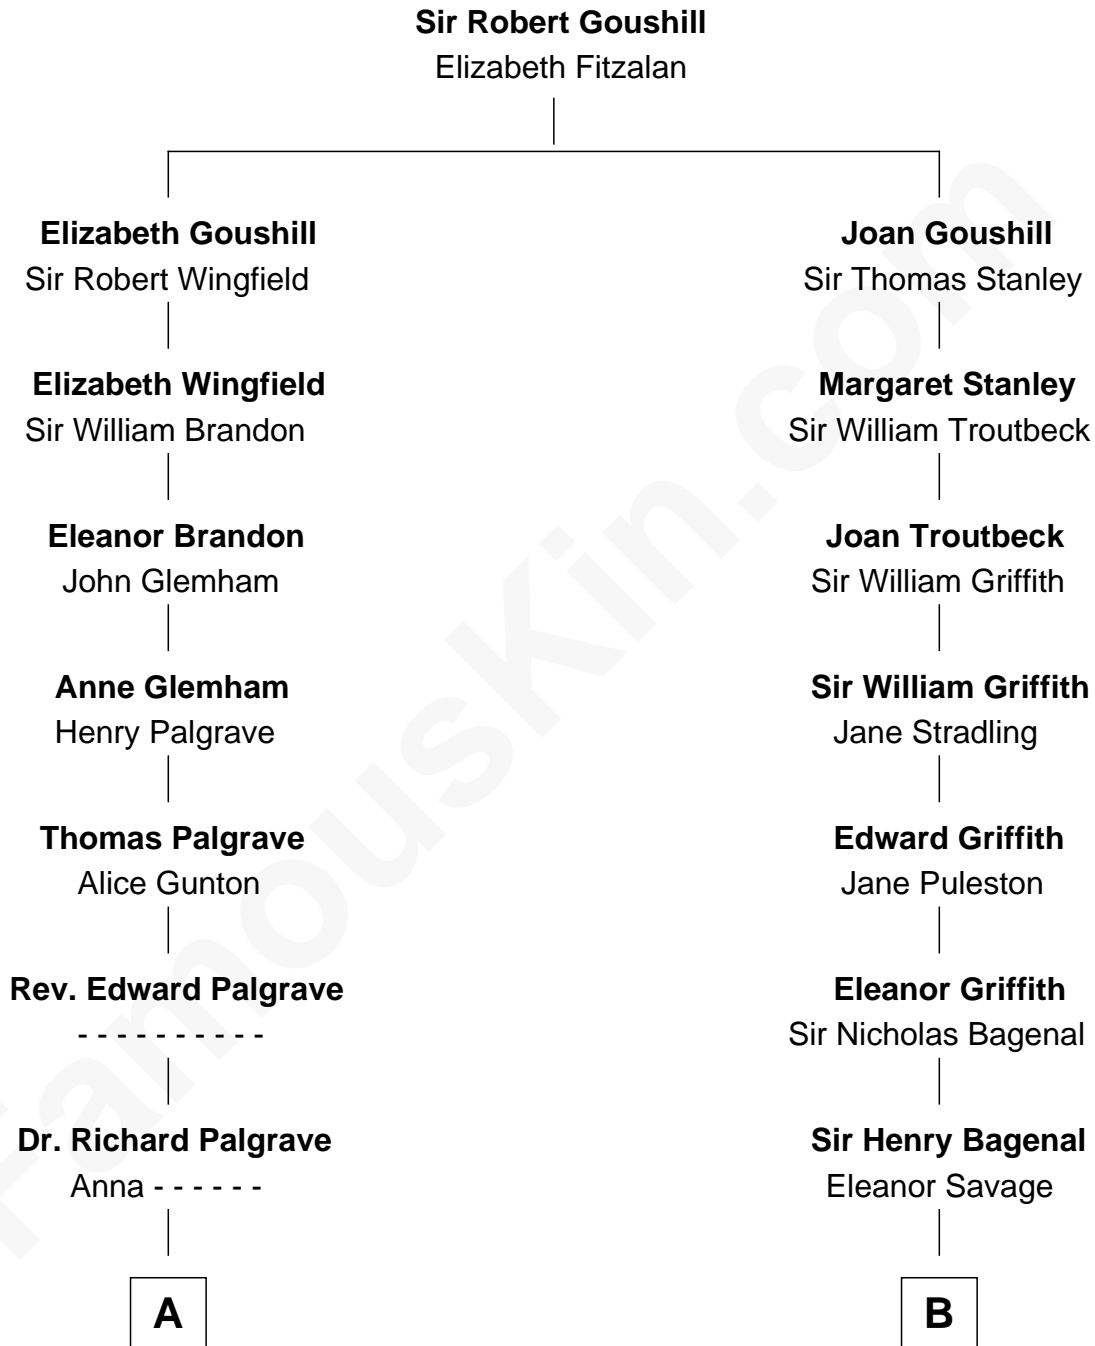 Sir Robert Goushill
Elizabeth Fitzalan
Elizabeth Goushill
Sir Robert Wingfield
Joan Goushill
Sir Thomas Stanley
Elizabeth Wingfield
Sir William Brandon
Margaret Stanley
Sir William Troutbeck
Eleanor Brandon
John Glemham
Joan Troutbeck
Sir William Griffith
Anne Glemham
Henry Palgrave
Sir William Griffith
Jane Stradling
Thomas Palgrave
Alice Gunton
Edward Griffith
Jane Puleston
Rev. Edward Palgrave
- - - - - - - - - -
Eleanor Griffith
Sir Nicholas Bagenal
Dr. Richard Palgrave
Anna - - - - - -
Sir Henry Bagenal
Eleanor Savage
A
B
FamousKin.com